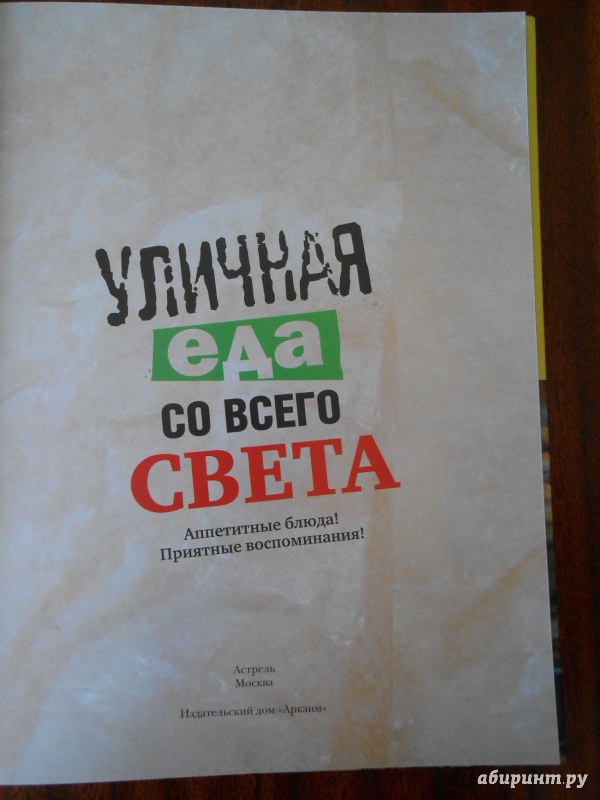 УЛИЧНАЯ
еда
СО ВСЕГО
СВЕТА
Аппетитные блюда!
Приятные воспоминания!
Астрель
Москва
Издательский дом «Аркаим»
абиринт.ру